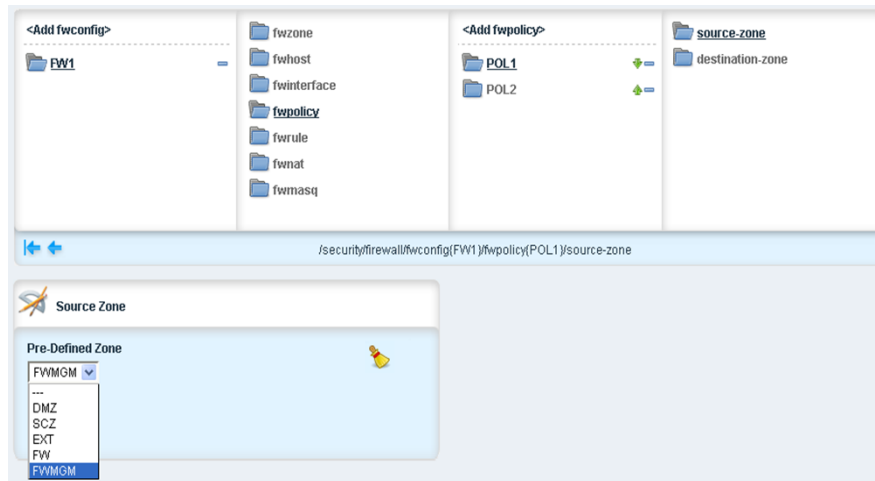 <Add fwconfig>
FW1
fwzone
fwhost
fwinterface
fwpolicy
fwrule
fwnat
fwmasq
<Add fwpolicy>
POL1
POL2
source-zone
destination-zone
/security/firewall/fwconfig{FW1}/fwpolicy{POL1}/source-zone
Source Zone
Pre-Defined Zone
FWMGM
---
DMZ
SCZ
EXT
FW
FWMGM